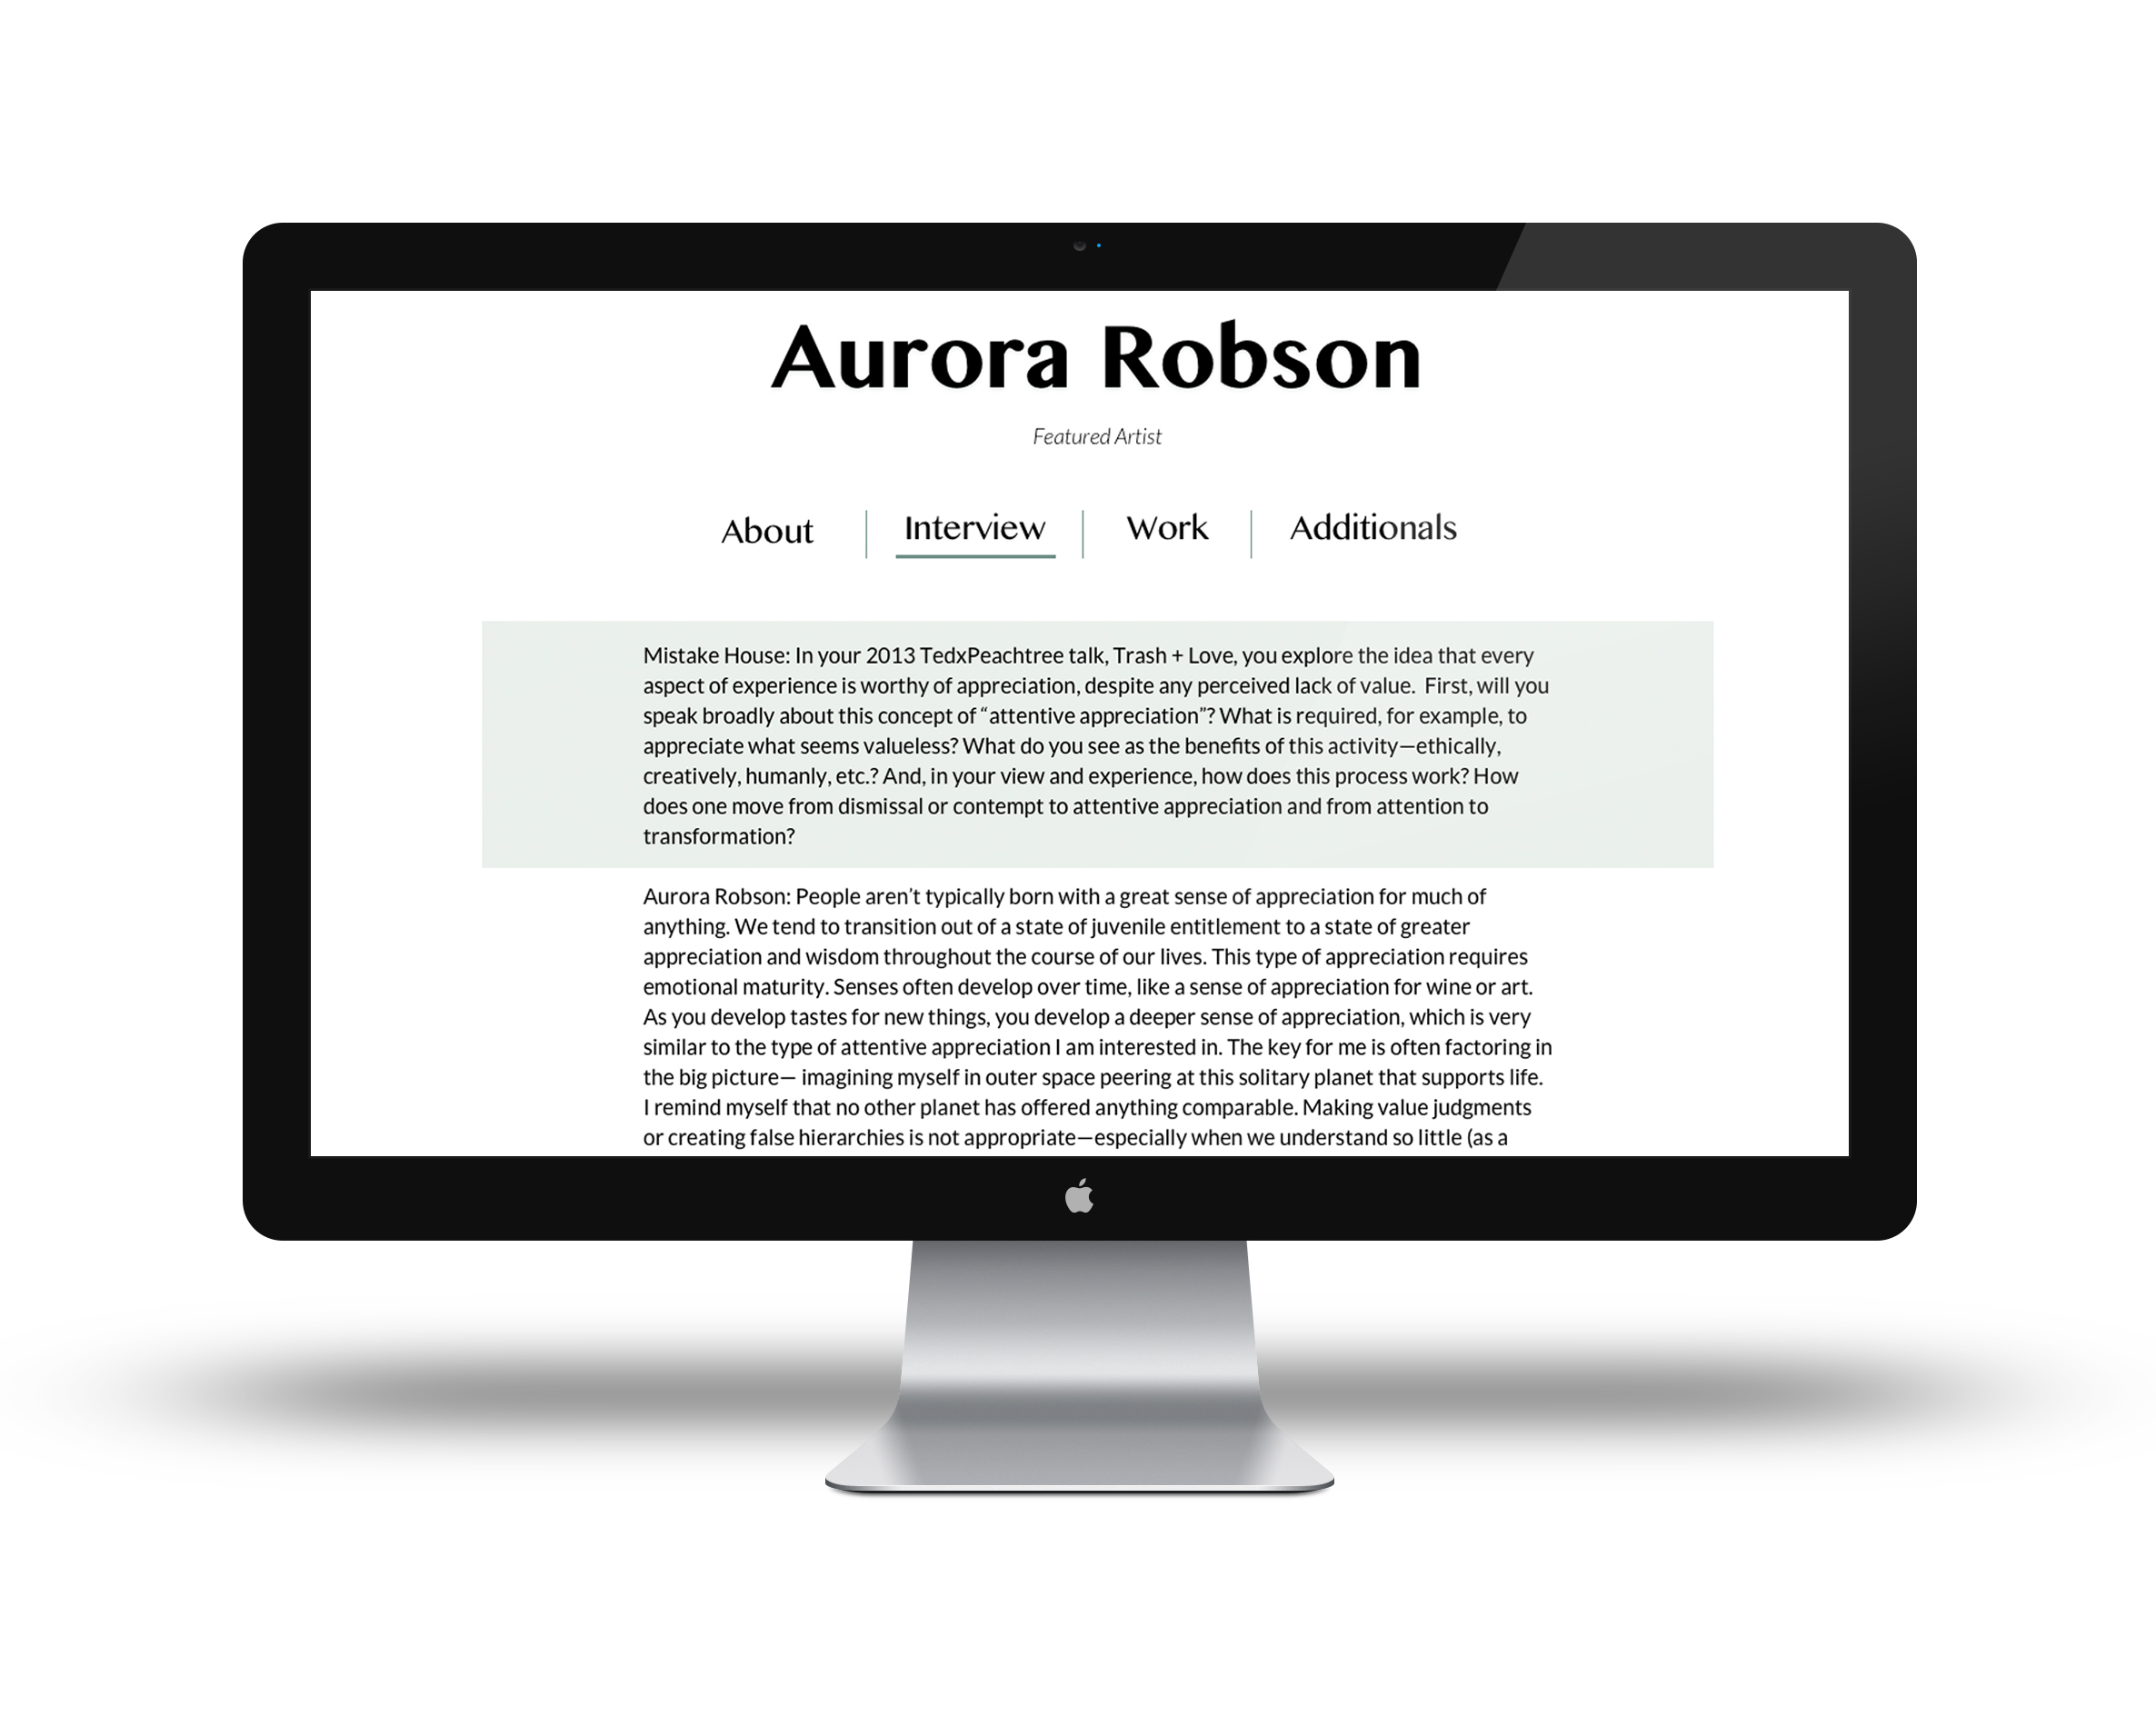 Aurora Robson
Featured Artist
About
Interview
Work
Additionals
Mistake House: In your 2013 TedxPeachtree talk, Trash + Love, you explore the idea that every
aspect of experience is worthy of appreciation, despite any perceived lack of value.  First, will you
speak broadly about this concept of “attentive appreciation”? What is required, for example, to
appreciate what seems valueless? What do you see as the benefits of this activity—ethically,
creatively, humanly, etc.? And, in your view and experience, how does this process work? How
does one move from dismissal or contempt to attentive appreciation and from attention to
transformation?
Aurora Robson: People aren’t typically born with a great sense of appreciation for much of
anything. We tend to transition out of a state of juvenile entitlement to a state of greater
appreciation and wisdom throughout the course of our lives. This type of appreciation requires
emotional maturity. Senses often develop over time, like a sense of appreciation for wine or art.
As you develop tastes for new things, you develop a deeper sense of appreciation, which is very
similar to the type of attentive appreciation I am interested in. The key for me is often factoring in
the big picture— imagining myself in outer space peering at this solitary planet that supports life.
I remind myself that no other planet has offered anything comparable. Making value judgments
or creating false hierarchies is not appropriate—especially when we understand so little (as a